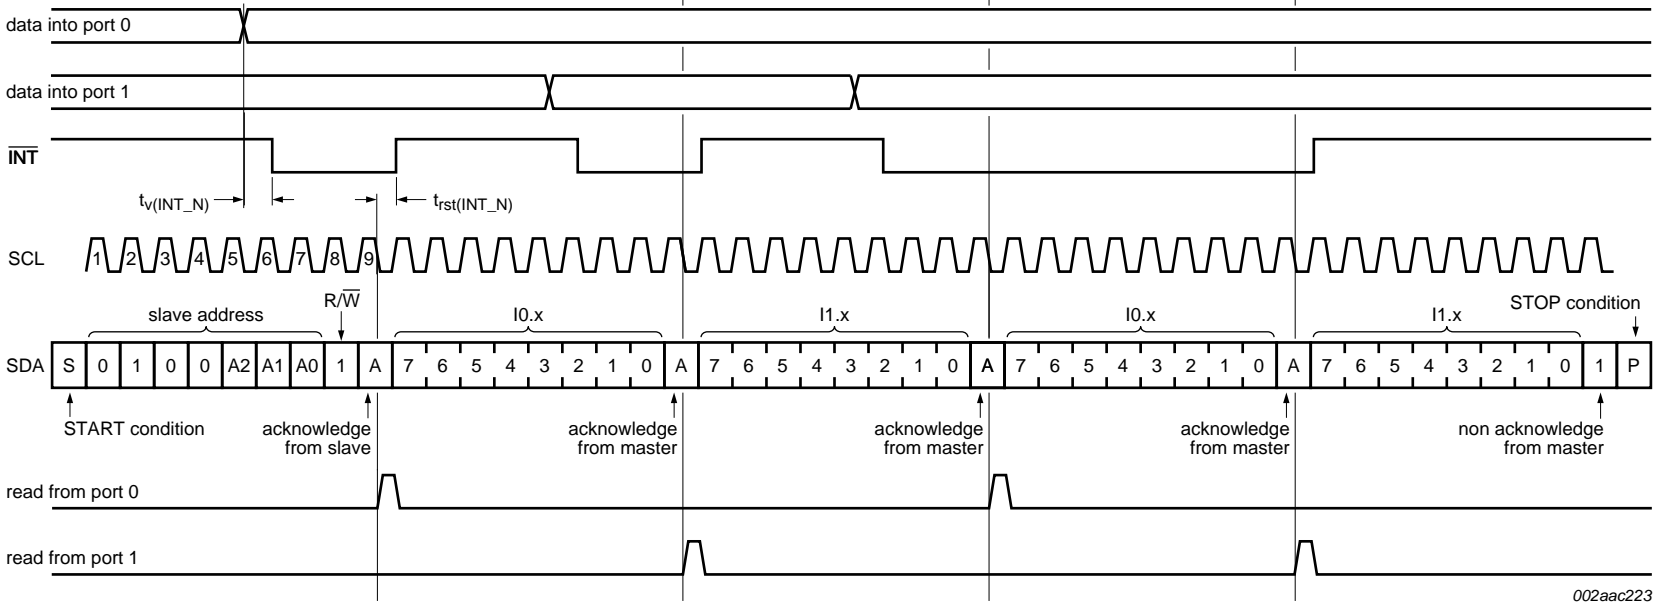 data into port 0
data into port 1
INT
tv(INT_N)
trst(INT_N)
SCL
1 2 3 4 5 6 7 8 9
R/W
STOP condition
slave address
I0.x
I1.x
I0.x
I1.x
SDA S 0 1 0 0 A2 A1 A0 1 A 7 6 5 4 3 2 1 0 A 7 6 5 4 3 2 1 0 A 7 6 5 4 3 2 1 0 A 7 6 5 4 3 2 1 0 1 P
START condition
acknowledge
from slave
acknowledge
from master
acknowledge
from master
acknowledge
from master
non acknowledge
from master
read from port 0
read from port 1
002aac223